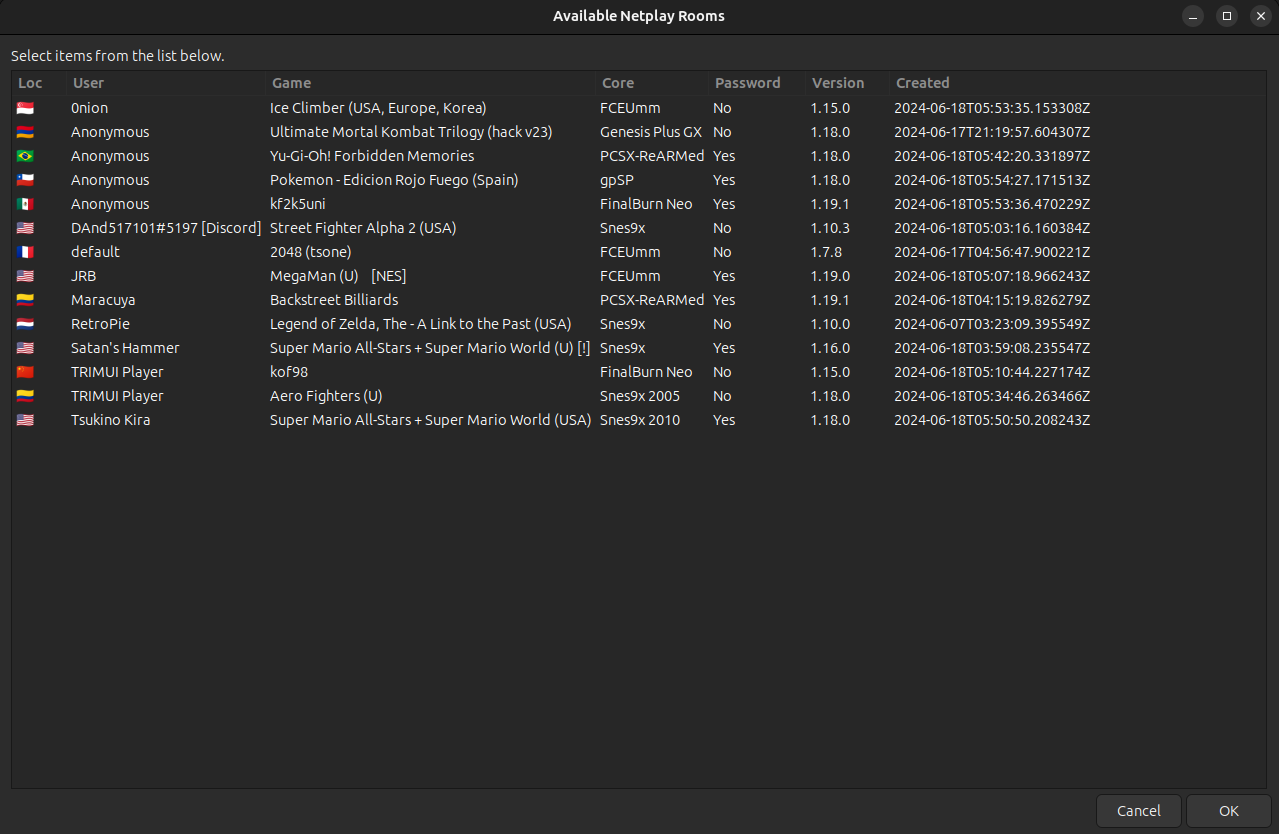 Available Netplay Rooms
Select items from the list below.
Loc User Game Core Password Version Created
0nion Ice Climber (USA, Europe, Korea) FCEUmm No 1.15.0 2024-06-18T05:53:35.153308Z
Anonymous Ultimate Mortal Kombat Trilogy (hack v23) Genesis Plus GX No 1.18.0 2024-06-17T21:19:57.604307Z
Anonymous Yu-Gi-Oh! Forbidden Memories PCSX-ReARMed Yes 1.18.0 2024-06-18T05:42:20.331897Z
Anonymous Pokemon - Edicion Rojo Fuego (Spain) gpSP Yes 1.18.0 2024-06-18T05:54:27.171513Z
Anonymous kf2k5uni FinalBurn Neo Yes 1.19.1 2024-06-18T05:53:36.470229Z
DAnd517101#5197 [Discord] Street Fighter Alpha 2 (USA) Snes9x No 1.10.3 2024-06-18T05:03:16.160384Z
default 2048 (tsone) FCEUmm No 1.7.8 2024-06-17T04:56:47.900221Z
JRB MegaMan (U) [NES] FCEUmm Yes 1.19.0 2024-06-18T05:07:18.966243Z
Maracuya Backstreet Billiards PCSX-ReARMed Yes 1.19.1 2024-06-18T04:15:19.826279Z
RetroPie Legend of Zelda, The - A Link to the Past (USA) Snes9x No 1.10.0 2024-06-07T03:23:09.395549Z
Satan's Hammer Super Mario All-Stars + Super Mario World (U) [!] Snes9x Yes 1.16.0 2024-06-18T03:59:08.235547Z
TRIMUI Player kof98 FinalBurn Neo No 1.15.0 2024-06-18T05:10:44.227174Z
TRIMUI Player Aero Fighters (U) Snes9x 2005 No 1.18.0 2024-06-18T05:34:46.263466Z
Tsukino Kira Super Mario All-Stars + Super Mario World (USA) Snes9x 2010 Yes 1.18.0 2024-06-18T05:50:50.208243Z
Cancel OK